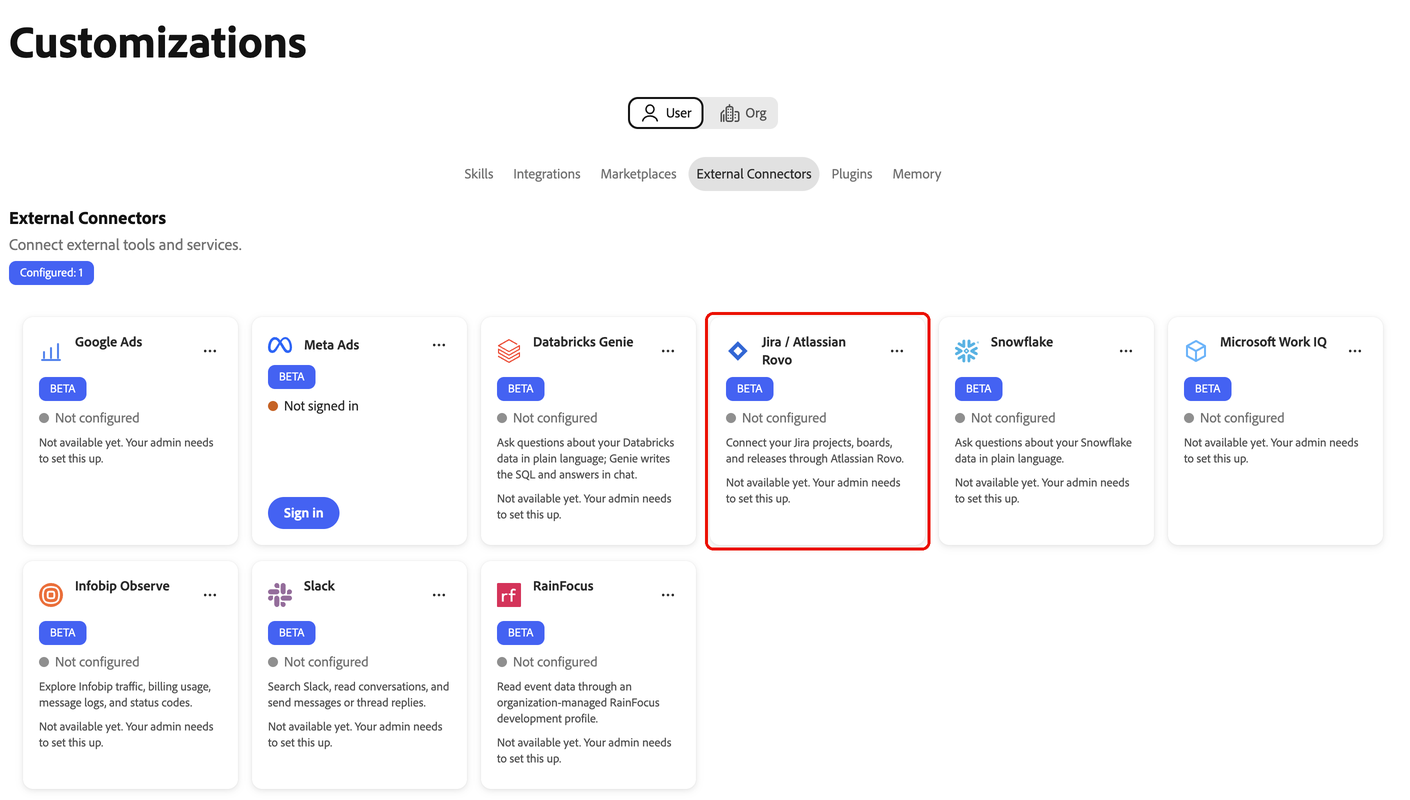 Customizations
User
Org
Skills
Integrations
Marketplaces
External Connectors
Plugins
Memory
External Connectors
Connect external tools and services.
Configured: 1
Google Ads
BETA
Not configured
Not available yet. Your admin needs
to set this up.
Meta Ads
BETA
Not signed in
Sign in
Databricks Genie
BETA
Not configured
Ask questions about your Databricks
data in plain language; Genie writes
the SQL and answers in chat.
Not available yet. Your admin needs
to set this up.
Jira / Atlassian
Rovo
BETA
Not configured
Connect your Jira projects, boards,
and releases through Atlassian Rovo.
Not available yet. Your admin needs
to set this up.
Snowflake
BETA
Not configured
Ask questions about your Snowflake
data in plain language.
Not available yet. Your admin needs
to set this up.
Microsoft Work IQ
BETA
Not configured
Not available yet. Your admin needs
to set this up.
Infobip Observe
BETA
Not configured
Explore Infobip traffic, billing usage,
message logs, and status codes.
Not available yet. Your admin needs
to set this up.
Slack
BETA
Not configured
Search Slack, read conversations, and
send messages or thread replies.
Not available yet. Your admin needs
to set this up.
rf
RainFocus
BETA
Not configured
Read event data through an
organization-managed RainFocus
development profile.
Not available yet. Your admin needs
to set this up.